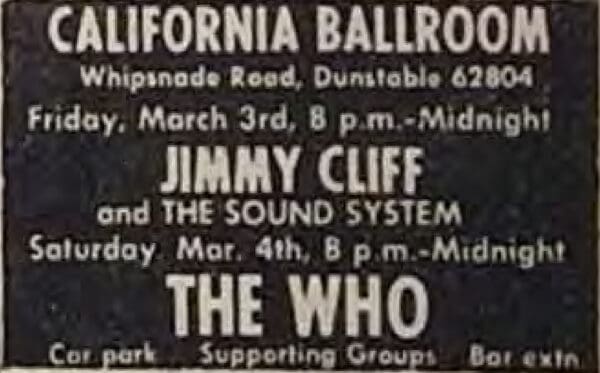 CALIFORNIA BALLROOM
Whipsnade Road, Dunstable 62804
Friday, March 3rd, 8 p.m.-Midnight
JIMMY CLIFF
and THE SOUND SYSTEM
Saturday Mar. 4th, 8 p.m.-Midnight
THE WHO
Car park Supporting Groups Bar extn